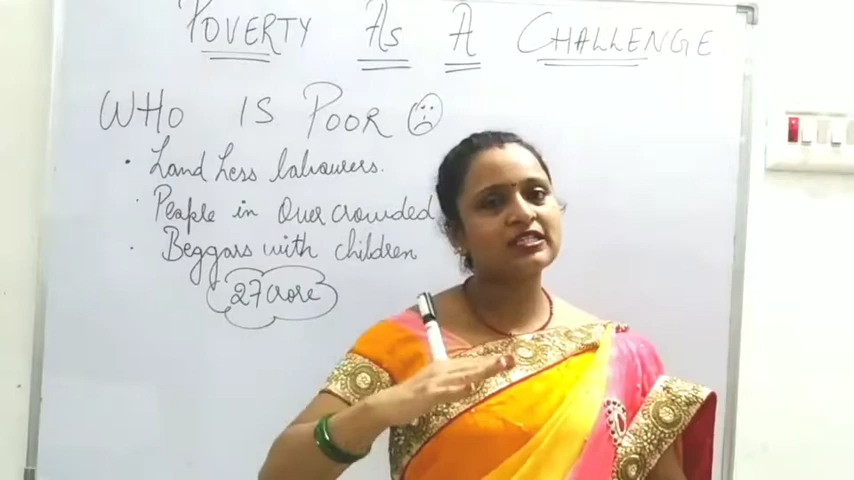 POVERTY AS A CHALLENGE
WHO IS POOR
Land Less labourers.
People in Over crowded
Beggars with children
27 crore